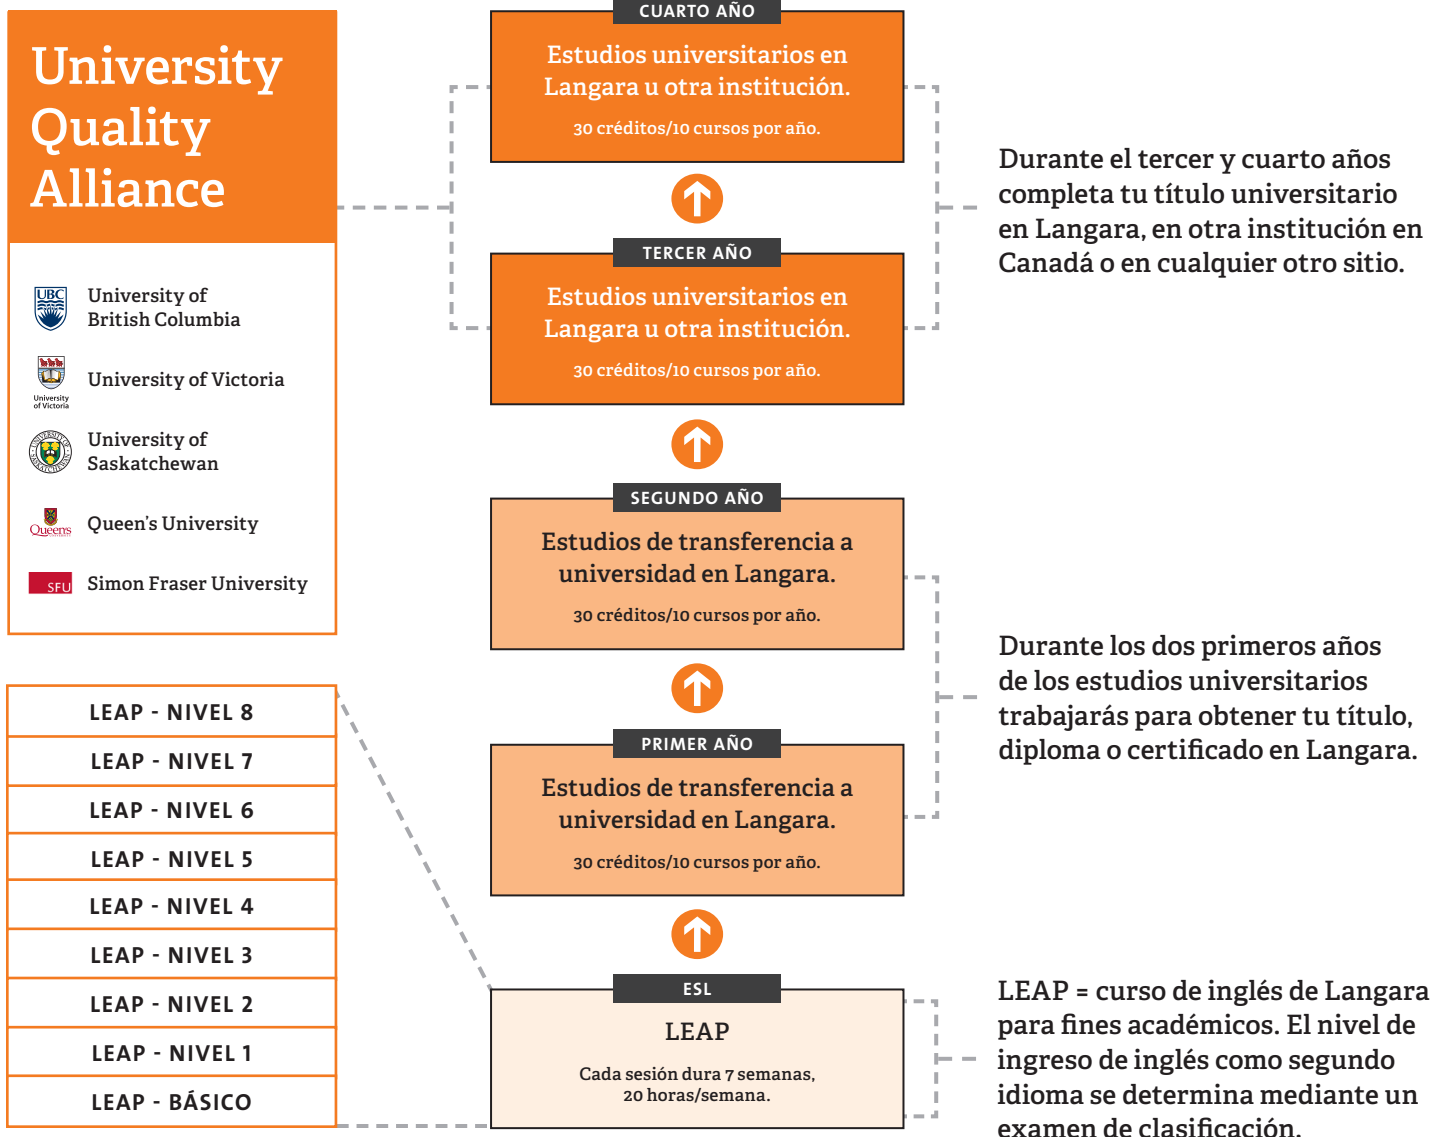 University
Quality
Alliance
UBC
University of
British Columbia
University
of Victoria
University of Victoria
UNIVERSITY OF
SASKATCHEWAN
University of
Saskatchewan
Queen's
Queen's University
SFU
Simon Fraser University
LEAP - NIVEL 8
LEAP - NIVEL 7
LEAP - NIVEL 6
LEAP - NIVEL 5
LEAP - NIVEL 4
LEAP - NIVEL 3
LEAP - NIVEL 2
LEAP - NIVEL 1
LEAP - BÁSICO
CUARTO AÑO
Estudios universitarios en
Langara u otra institución.
30 créditos/10 cursos por año.
TERCER AÑO
Estudios universitarios en
Langara u otra institución.
30 créditos/10 cursos por año.
SEGUNDO AÑO
Estudios de transferencia a
universidad en Langara.
30 créditos/10 cursos por año.
PRIMER AÑO
Estudios de transferencia a
universidad en Langara.
30 créditos/10 cursos por año.
ESL
LEAP
Cada sesión dura 7 semanas,
20 horas/semana.
Durante el tercer y cuarto años
completa tu título universitario
en Langara, en otra institución en
Canadá o en cualquier otro sitio.
Durante los dos primeros años
de los estudios universitarios
trabajarás para obtener tu título,
diploma o certificado en Langara.
LEAP = curso de inglés de Langara
para fines académicos. El nivel de
ingreso de inglés como segundo
idioma se determina mediante un
examen de clasificación.